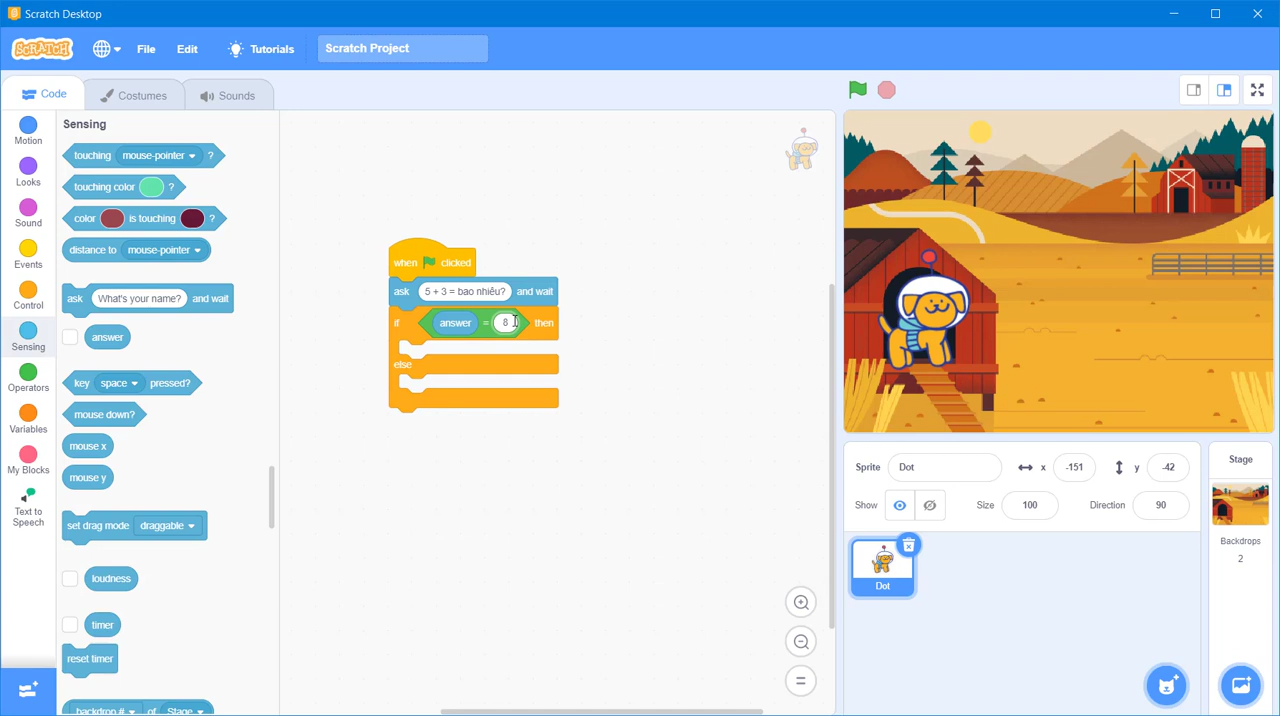 Scratch Desktop
SCRATCH
File
Edit
Tutorials
Scratch Project
Code
Costumes
Sounds
Motion
Looks
Sound
Events
Control
Sensing
Operators
Variables
My Blocks
Text to
Speech
Sensing
touching mouse-pointer ?
touching color ?
color is touching ?
distance to mouse-pointer
ask What's your name? and wait
answer
key space pressed?
mouse down?
mouse x
mouse y
set drag mode draggable
loudness
timer
reset timer
backdrop # of Stage
when clicked
ask 5 + 3 = bao nhiêu? and wait
if answer = 8 then
else
Sprite Dot x -151 y -42
Show Size 100 Direction 90
Dot
Stage
Backdrops
2